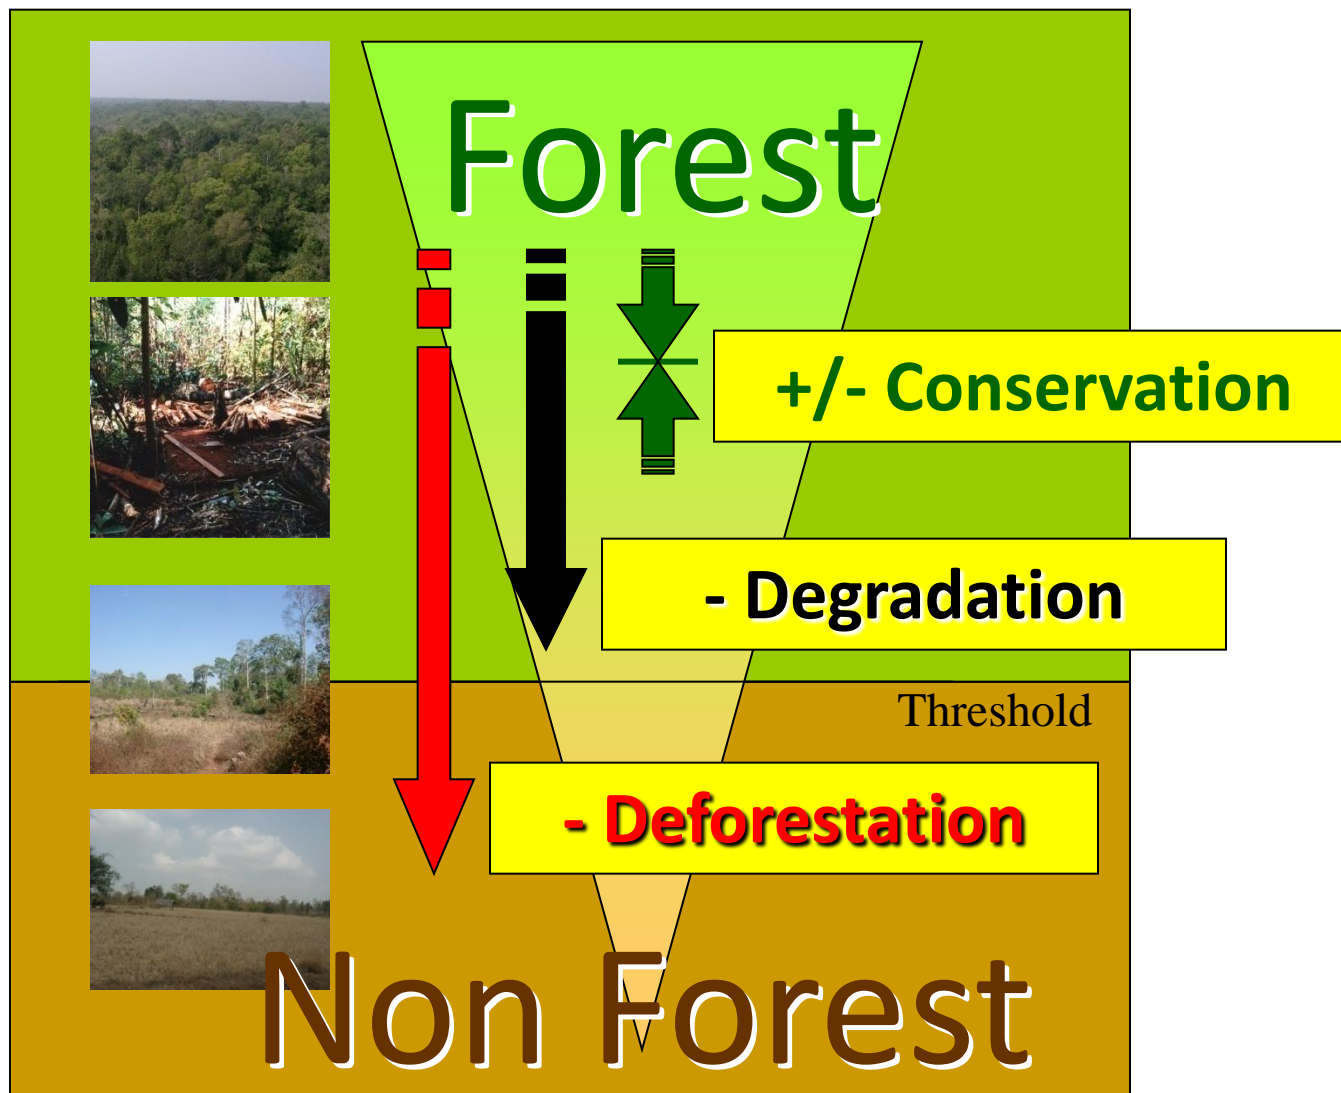 Forest
+/- Conservation
- Degradation
Threshold
- Deforestation
Non Forest